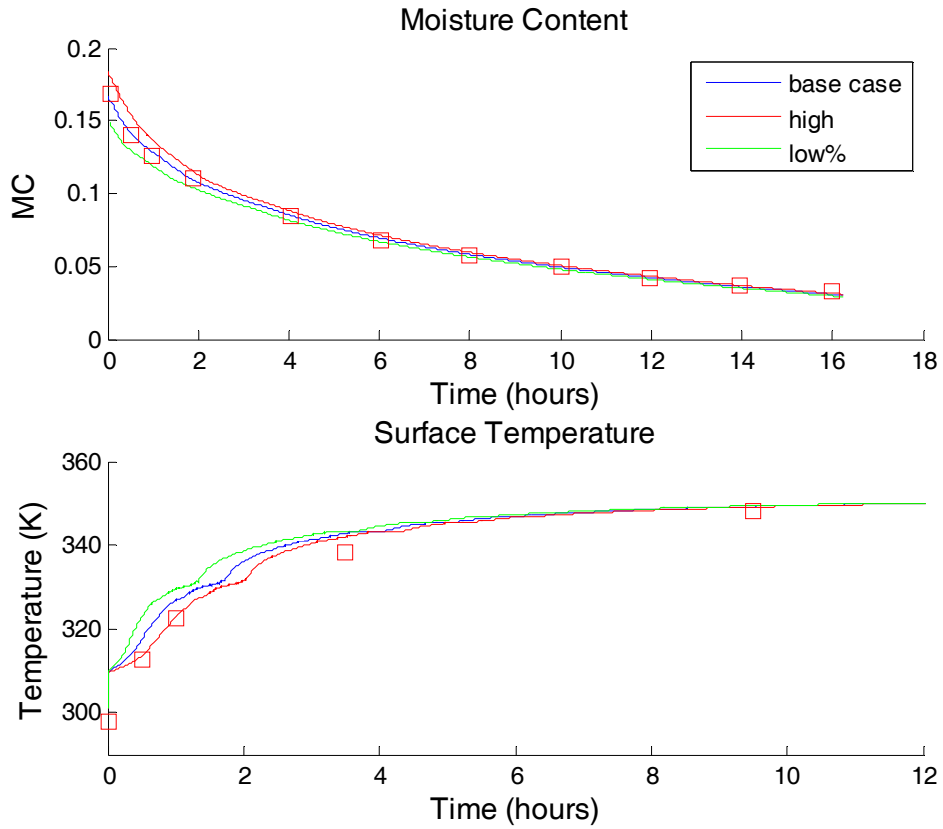 Moisture Content
0.2
0.15
0.1
0.05
0
MC
base case
high
low%
0 2 4 6 8 10 12 14 16 18
Time (hours)
Surface Temperature
360
340
320
300
Temperature (K)
0 2 4 6 8 10 12
Time (hours)